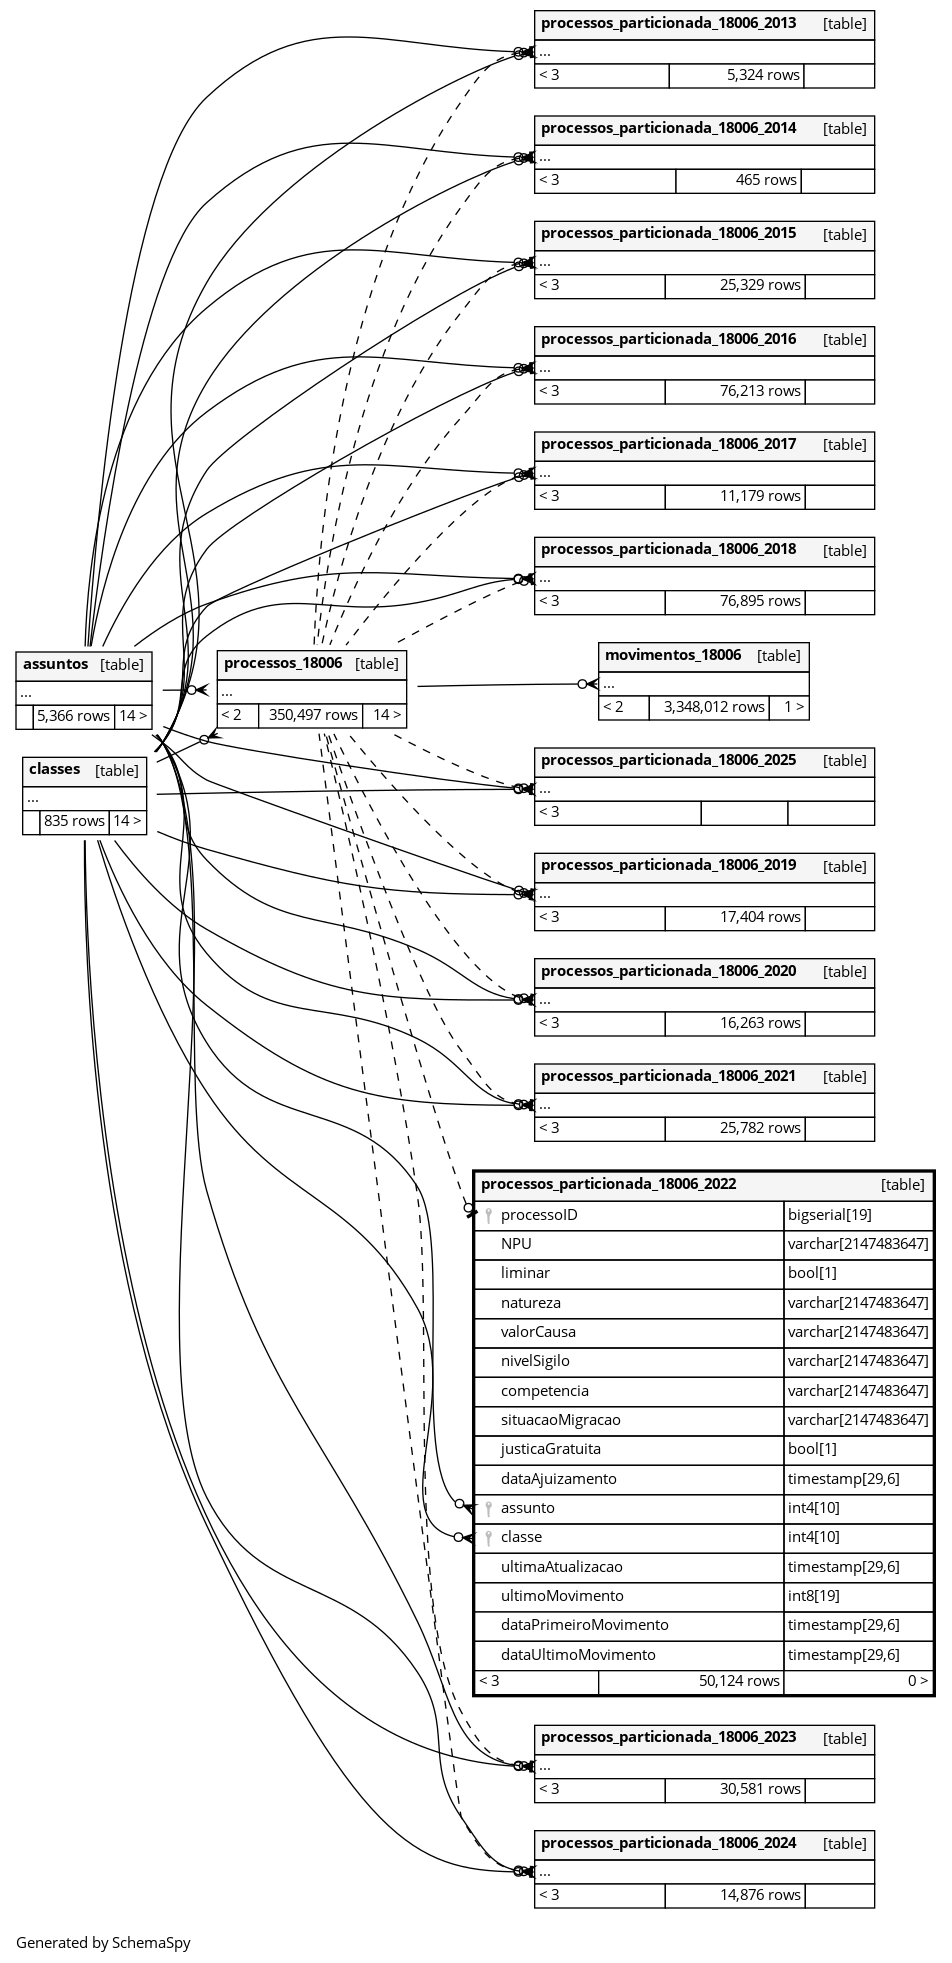 processos_particionada_18006_2013 [table]
...
< 3 5,324 rows
processos_particionada_18006_2014 [table]
...
< 3 465 rows
processos_particionada_18006_2015 [table]
...
< 3 25,329 rows
processos_particionada_18006_2016 [table]
...
< 3 76,213 rows
processos_particionada_18006_2017 [table]
...
< 3 11,179 rows
processos_particionada_18006_2018 [table]
...
< 3 76,895 rows
assuntos [table]
...
5,366 rows 14 >
processos_18006 [table]
...
< 2 350,497 rows 14 >
movimentos_18006 [table]
...
< 2 3,348,012 rows 1 >
classes [table]
...
835 rows 14 >
processos_particionada_18006_2025 [table]
...
< 3
processos_particionada_18006_2019 [table]
...
< 3 17,404 rows
processos_particionada_18006_2020 [table]
...
< 3 16,263 rows
processos_particionada_18006_2021 [table]
...
< 3 25,782 rows
processos_particionada_18006_2022 [table]
processoID bigserial[19]
NPU varchar[2147483647]
liminar bool[1]
natureza varchar[2147483647]
valorCausa varchar[2147483647]
nivelSigilo varchar[2147483647]
competencia varchar[2147483647]
situacaoMigracao varchar[2147483647]
justicaGratuita bool[1]
dataAjuizamento timestamp[29,6]
assunto int4[10]
classe int4[10]
ultimaAtualizacao timestamp[29,6]
ultimoMovimento int8[19]
dataPrimeiroMovimento timestamp[29,6]
dataUltimoMovimento timestamp[29,6]
< 3 50,124 rows 0 >
processos_particionada_18006_2023 [table]
...
< 3 30,581 rows
processos_particionada_18006_2024 [table]
...
< 3 14,876 rows
Generated by SchemaSpy